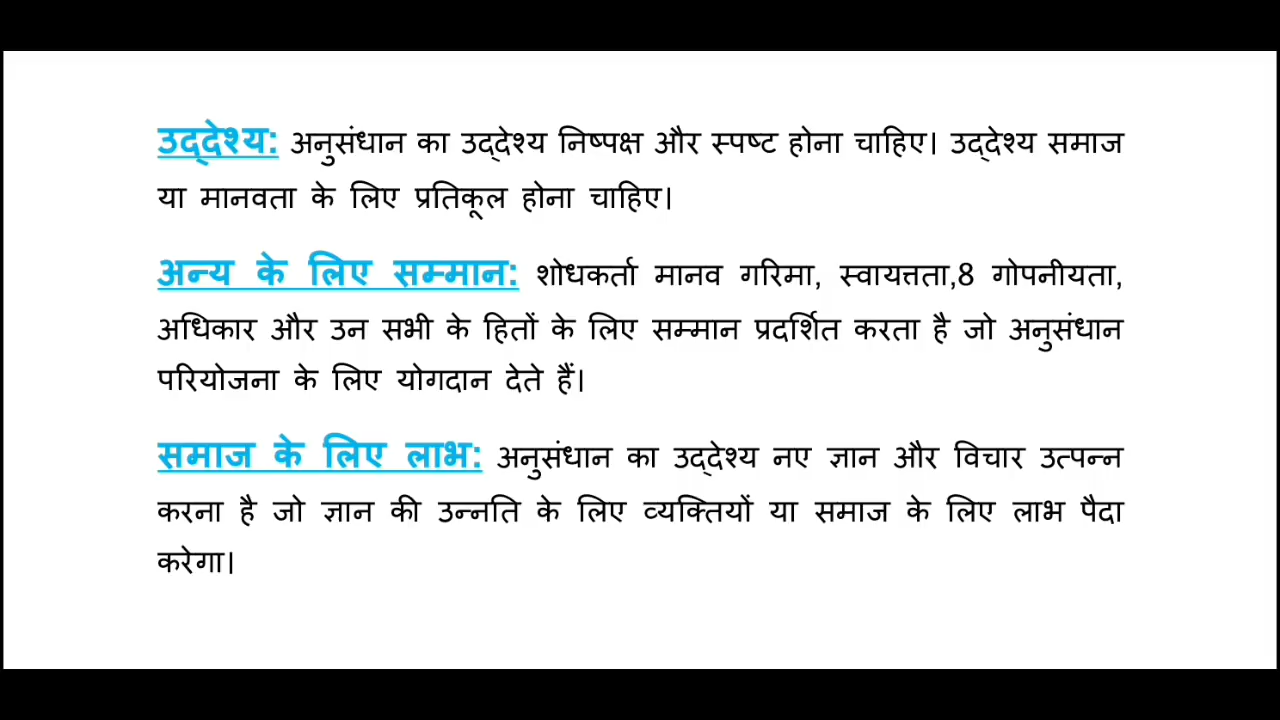 उद्देश्य: अनुसंधान का उद्देश्य निष्पक्ष और स्पष्ट होना चाहिए। उद्देश्य समाज
या मानवता के लिए प्रतिकूल होना चाहिए।
अन्य के लिए सम्मान: शोधकर्ता मानव गरिमा, स्वायत्तता,8 गोपनीयता,
अधिकार और उन सभी के हितों के लिए सम्मान प्रदर्शित करता है जो अनुसंधान
परियोजना के लिए योगदान देते हैं।
समाज के लिए लाभ: अनुसंधान का उद्देश्य नए ज्ञान और विचार उत्पन्न
करना है जो ज्ञान की उन्नति के लिए व्यक्तियों या समाज के लिए लाभ पैदा
करेगा।